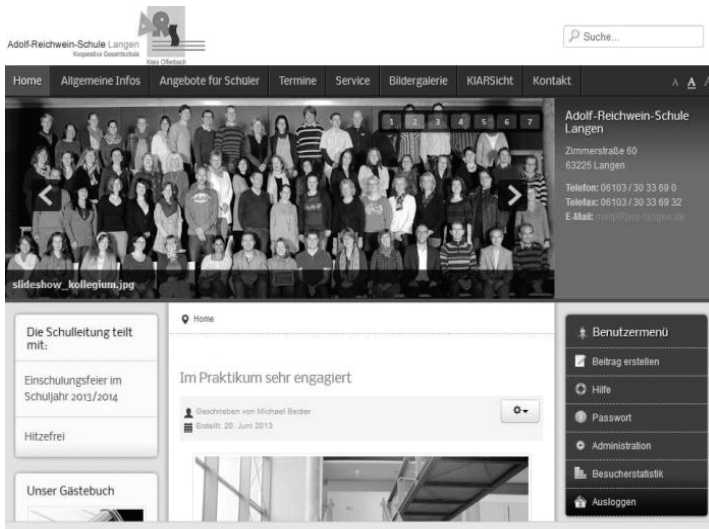 Adolf-Reichwein-Schule Langen
Kooperative Gesamtschule
ARS
Kreis Offenbach
Suche...
Home Allgemeine Infos Angebote für Schüler Termine Service Bildergalerie KlARSicht Kontakt A A
1 2 3 4 5 6 7
slideshow_kollegium.jpg
Adolf-Reichwein-Schule
Langen
Zimmerstraße 60
63225 Langen
Telefon: 06103 / 30 33 69 0
Telefax: 06103 / 30 33 69 32
E-Mail:
Die Schulleitung teilt
mit:
Einschulungsfeier im
Schuljahr 2013/2014
Hitzefrei
Unser Gästebuch
Home
Im Praktikum sehr engagiert
Geschrieben von Michael Becker
Erstellt: 20. Juni 2013
Benutzermenü
Beitrag erstellen
Hilfe
Passwort
Administration
Besucherstatistik
Ausloggen